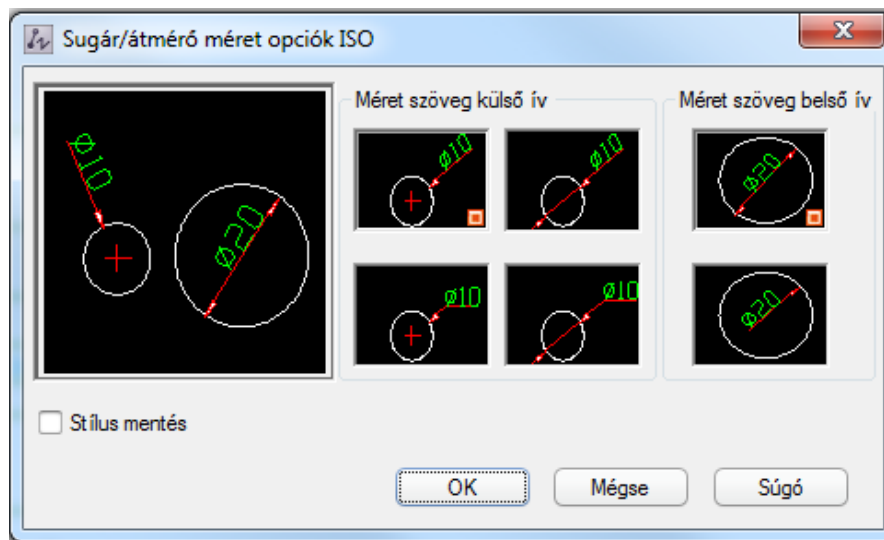 Sugár/átmérő méret opciók ISO
Méret szöveg külső ív
Méret szöveg belső ív
Ø10
Ø20
Ø10
Ø10
Ø20
Ø10
Ø10
Ø20
Stílus mentés
OK
Mégse
Súgó